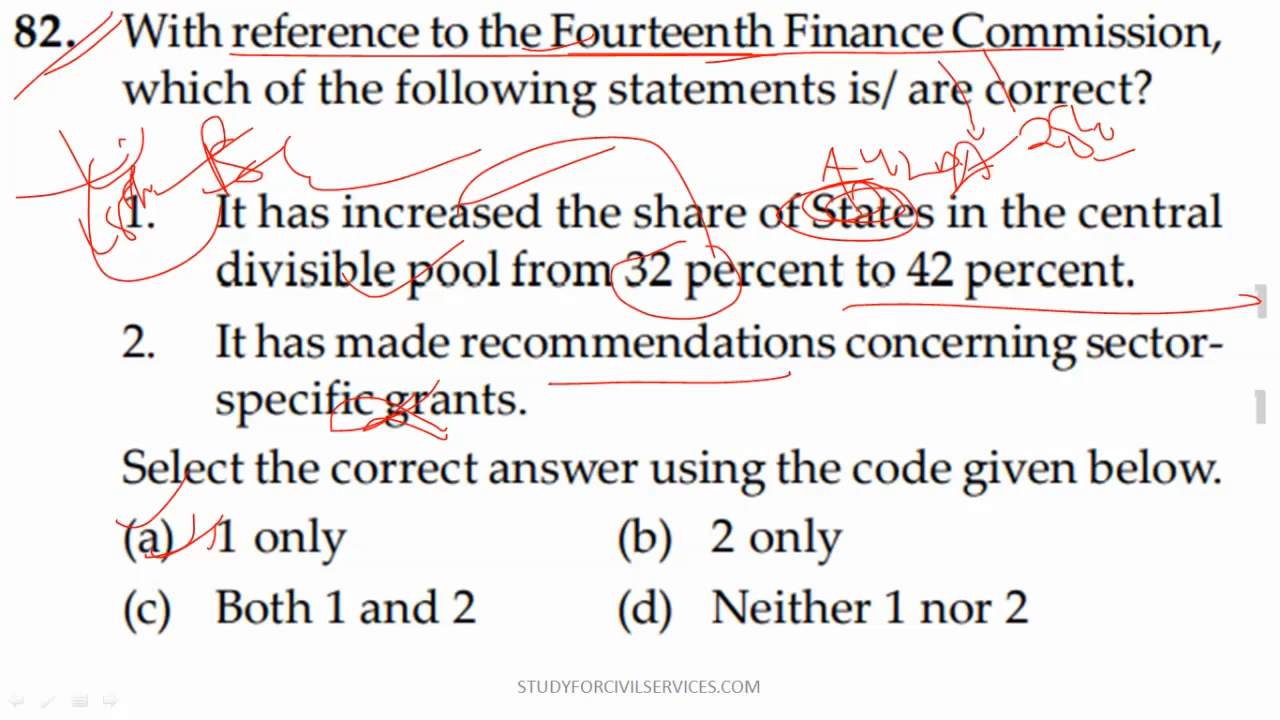 82. With reference to the Fourteenth Finance Commission,
which of the following statements is/ are correct?
1. It has increased the share of States in the central
divisible pool from 32 percent to 42 percent.
2. It has made recommendations concerning sector-
specific grants.
Select the correct answer using the code given below.
(a) 1 only (b) 2 only
(c) Both 1 and 2 (d) Neither 1 nor 2
STUDYFORCIVILSERVICES.COM